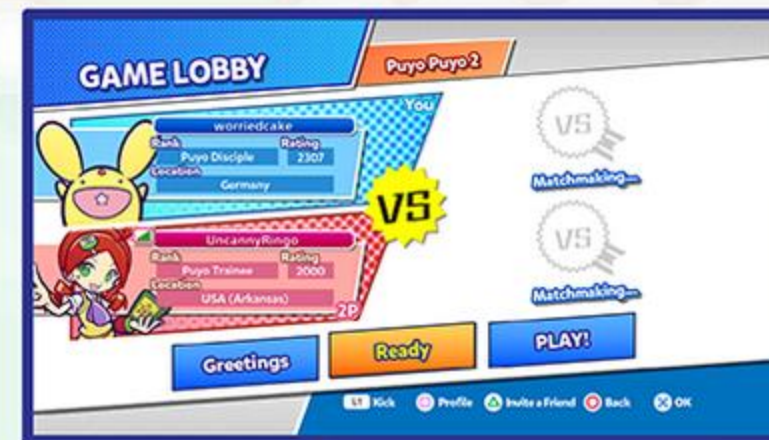 GAME LOBBY
Puyo Puyo 2
You
worriedcake
Rank Rating
Puyo Disciple 2307
Location
Germany
VS
UncannyRingo
Rank Rating
Puyo Trainee 2000
Location
USA (Arkansas)
2P
VS
Matchmaking...
VS
Matchmaking...
Greetings
Ready
PLAY!
L1 Kick Profile Invite a Friend Back OK